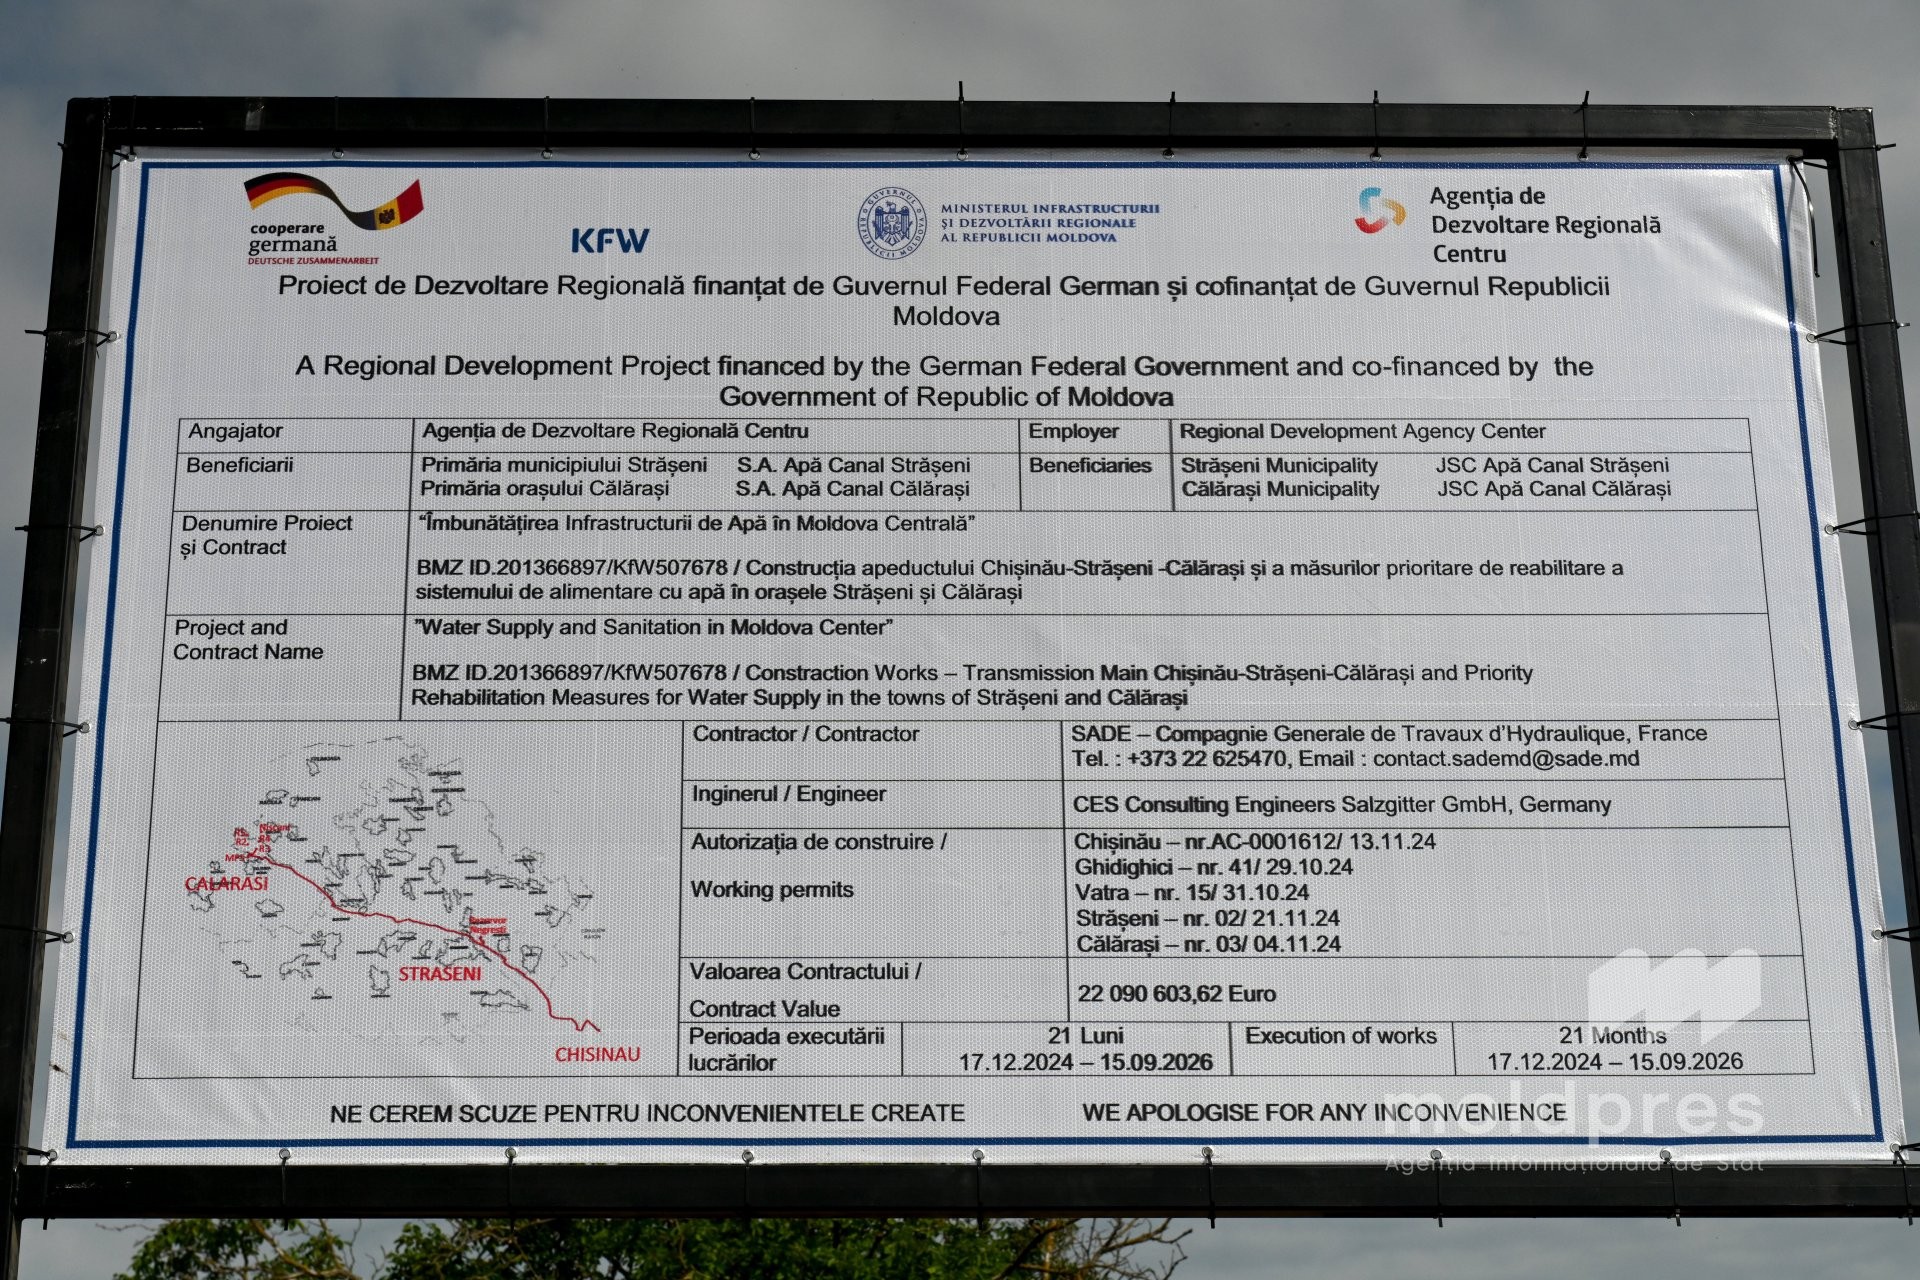 cooperare
germană
DEUTSCHE ZUSAMMENARBEIT
KFW
GUVERNUL REPUBLICII MOLDOVA
MINISTERUL INFRASTRUCTURII
ȘI DEZVOLTĂRII REGIONALE
AL REPUBLICII MOLDOVA
Agenția de
Dezvoltare Regională
Centru
Proiect de Dezvoltare Regională finanțat de Guvernul Federal German și cofinanțat de Guvernul Republicii
Moldova
A Regional Development Project financed by the German Federal Government and co-financed by the
Government of Republic of Moldova
Angajator Agenția de Dezvoltare Regională Centru Employer Regional Development Agency Center
Beneficiarii Primăria municipiului Strășeni S.A. Apă Canal Strășeni Beneficiaries Strășeni Municipality JSC Apă Canal Strășeni
Primăria orașului Călărași S.A. Apă Canal Călărași Călărași Municipality JSC Apă Canal Călărași
Denumire Proiect "Îmbunătățirea Infrastructurii de Apă în Moldova Centrală"
și Contract
BMZ ID.201366897/KfW507678 / Construcția apeductului Chișinău-Strășeni -Călărași și a măsurilor prioritare de reabilitare a
sistemului de alimentare cu apă în orașele Strășeni și Călărași
Project and "Water Supply and Sanitation in Moldova Center"
Contract Name
BMZ ID.201366897/KfW507678 / Constraction Works – Transmission Main Chișinău-Strășeni-Călărași and Priority
Rehabilitation Measures for Water Supply in the towns of Strășeni and Călărași
CALARASI
Rezervor
Negresti
STRASENI
CHISINAU
Contractor / Contractor SADE – Compagnie Generale de Travaux d'Hydraulique, France
Tel. : +373 22 625470, Email : contact.sademd@sade.md
Inginerul / Engineer CES Consulting Engineers Salzgitter GmbH, Germany
Autorizația de construire / Chișinău – nr.AC-0001612/ 13.11.24
Ghidighici – nr. 41/ 29.10.24
Working permits Vatra – nr. 15/ 31.10.24
Strășeni – nr. 02/ 21.11.24
Călărași – nr. 03/ 04.11.24
Valoarea Contractului /
Contract Value 22 090 603,62 Euro
Perioada executării 21 Luni Execution of works 21 Months
lucrărilor 17.12.2024 – 15.09.2026 17.12.2024 – 15.09.2026
NE CEREM SCUZE PENTRU INCONVENIENTELE CREATE WE APOLOGISE FOR ANY INCONVENIENCE
moldpres
Agenția Informațională de Stat